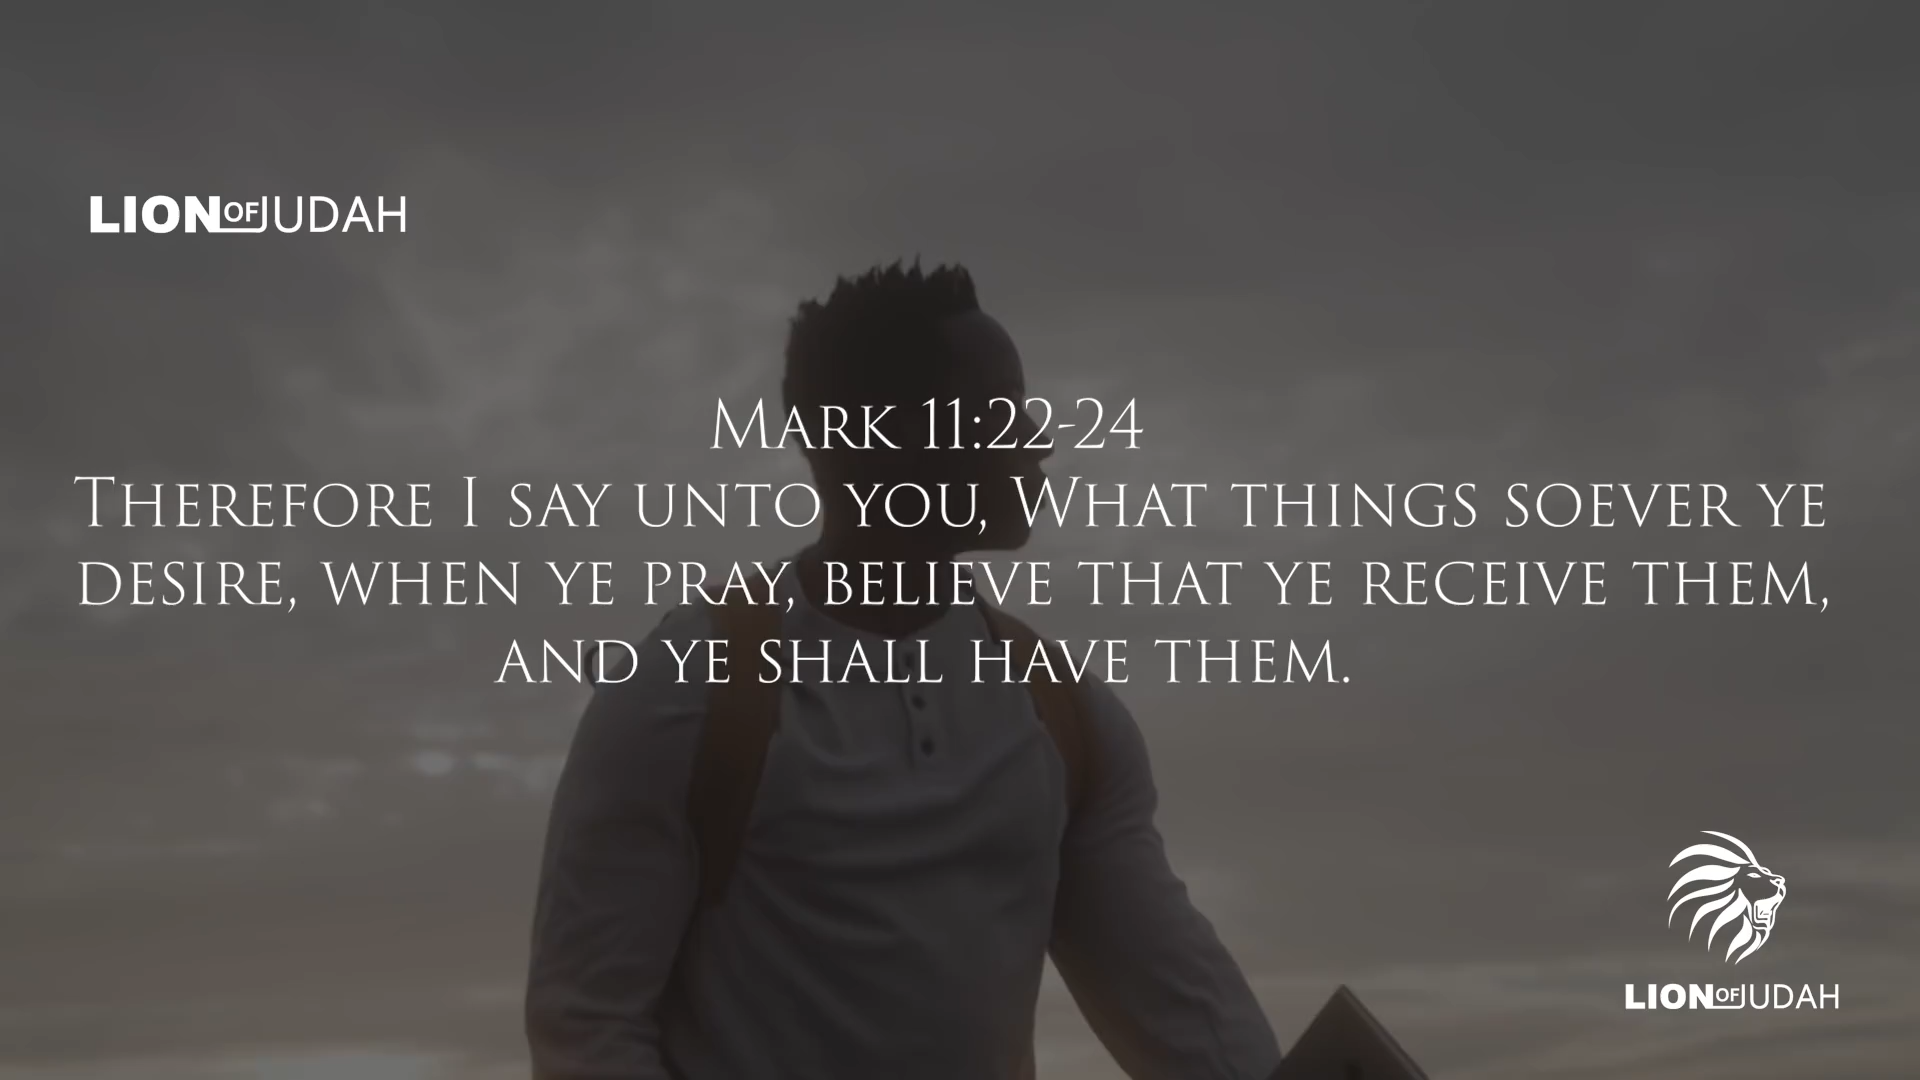 LION OF JUDAH
Mark 11:22-24
Therefore I say unto you, What things soever ye
desire, when ye pray, believe that ye receive them,
and ye shall have them.
LION OF JUDAH